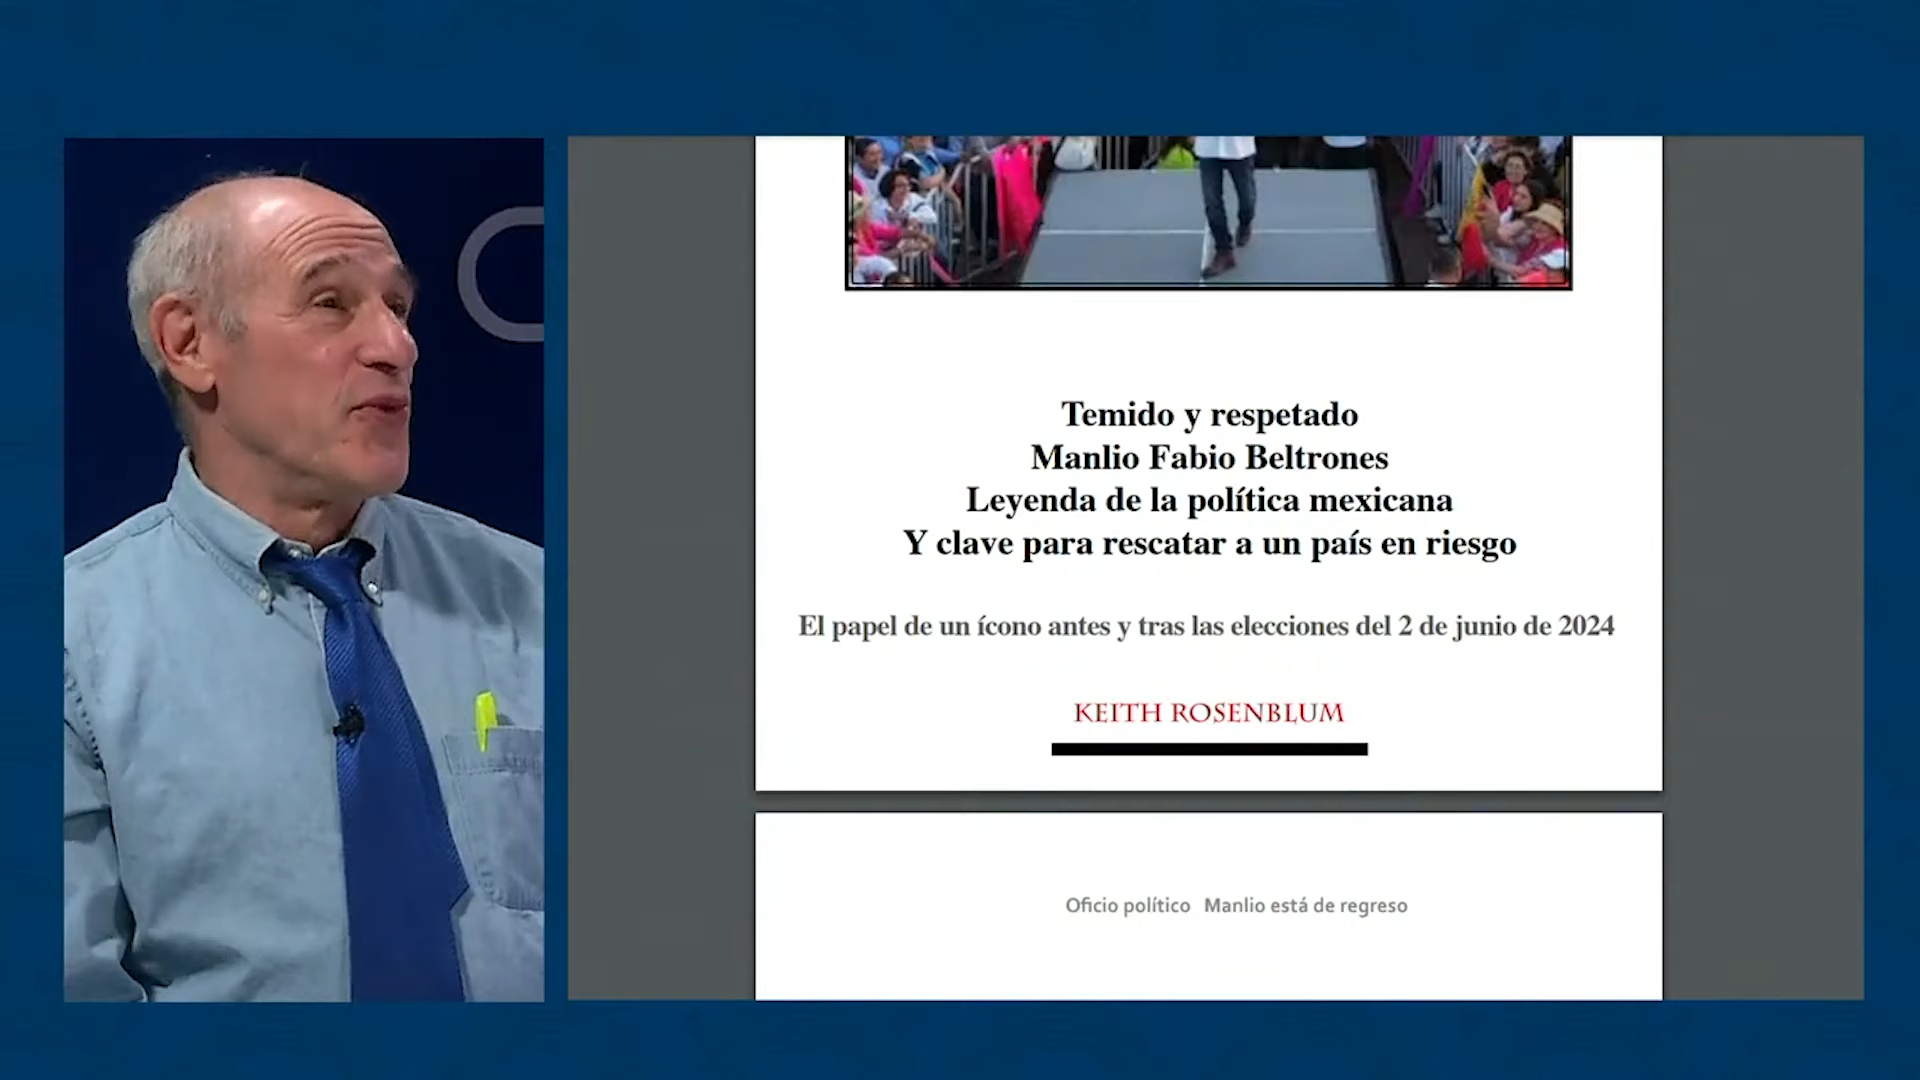 Temido y respetado
Manlio Fabio Beltrones
Leyenda de la política mexicana
Y clave para rescatar a un país en riesgo
El papel de un ícono antes y tras las elecciones del 2 de junio de 2024
KEITH ROSENBLUM
Oficio político Manlio está de regreso